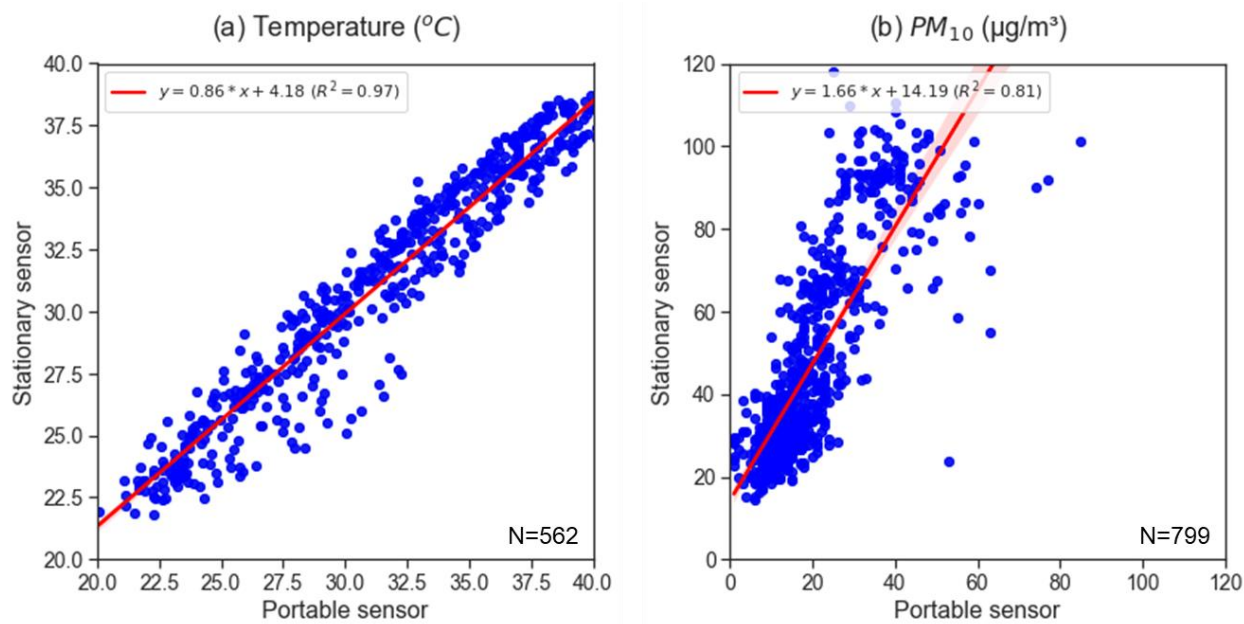 (a) Temperature (°C)
40.0
37.5
35.0
32.5
30.0
27.5
25.0
22.5
20.0
Stationary sensor
y = 0.86 * x + 4.18 (R² = 0.97)
N=562
20.0 22.5 25.0 27.5 30.0 32.5 35.0 37.5 40.0
Portable sensor
(b) PM₁₀ (µg/m³)
120
100
80
60
40
20
0
Stationary sensor
y = 1.66 * x + 14.19 (R² = 0.81)
N=799
0 20 40 60 80 100 120
Portable sensor